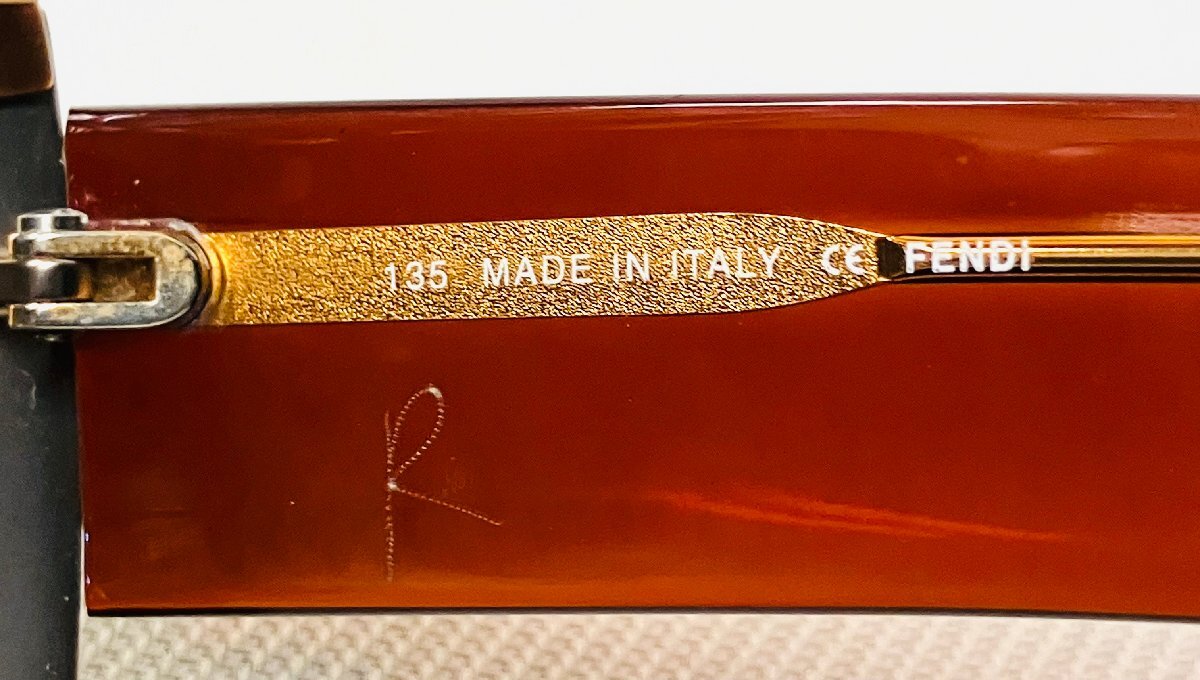 135 MADE IN ITALY CE FENDI
R